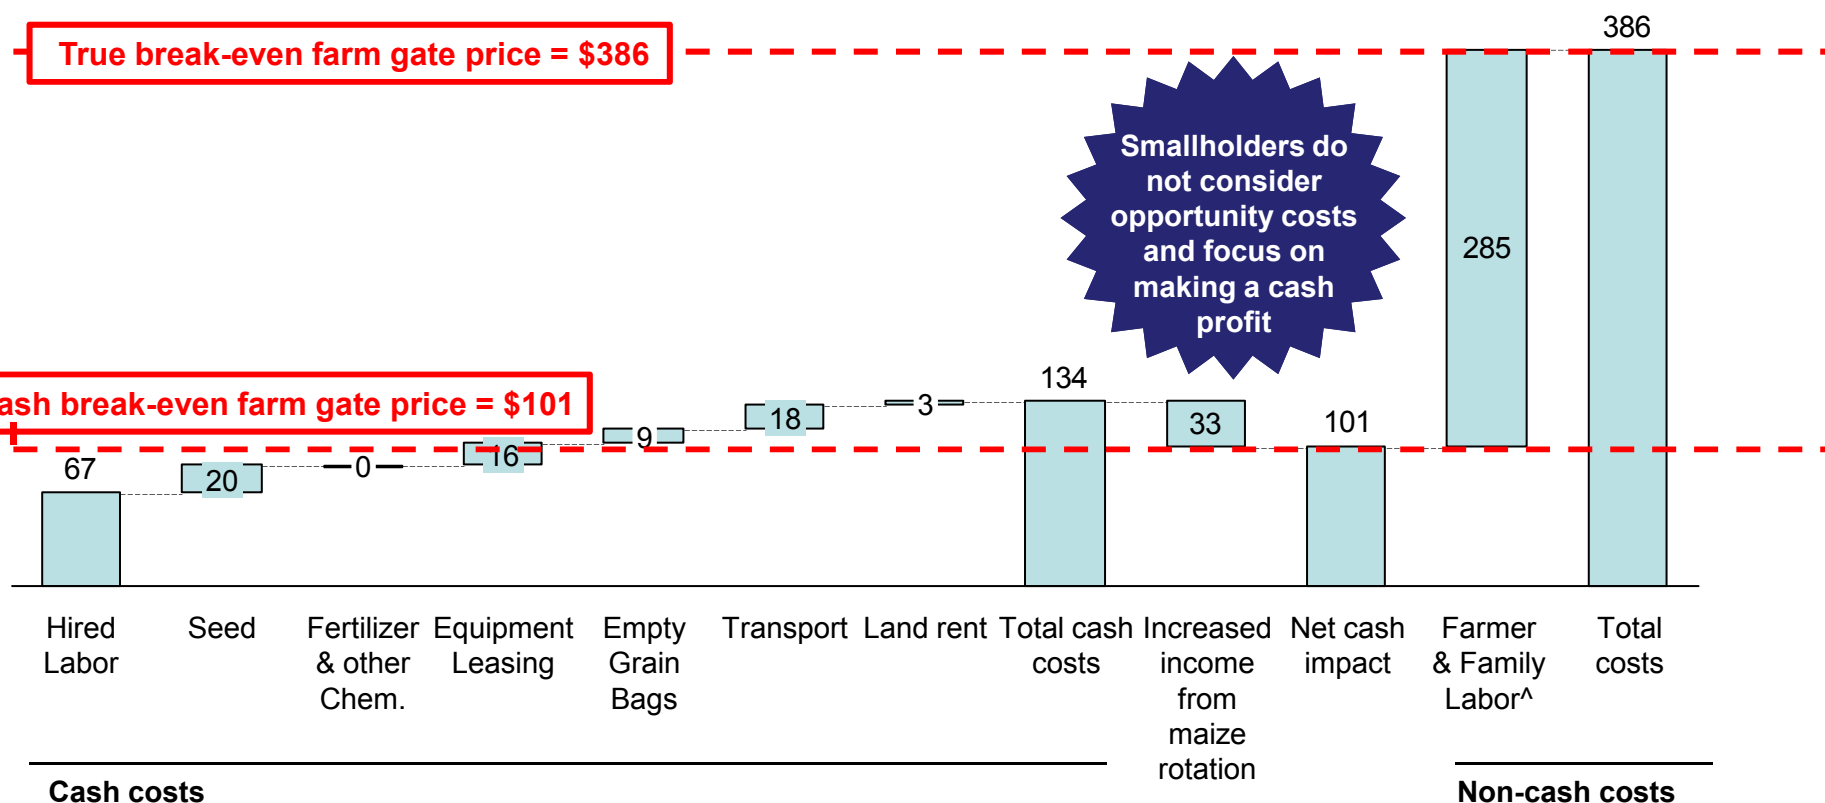 386
True break-even farm gate price = $386
Smallholders do
not consider
opportunity costs
and focus on
making a cash
profit
285
ash break-even farm gate price = $101
134
67
20
0
16
9
18
3
33
101
Hired
Labor
Seed
Fertilizer
& other
Chem.
Equipment
Leasing
Empty
Grain
Bags
Transport
Land rent
Total cash
costs
Increased
income
from
maize
rotation
Net cash
impact
Farmer
& Family
Labor^
Total
costs
Cash costs
Non-cash costs